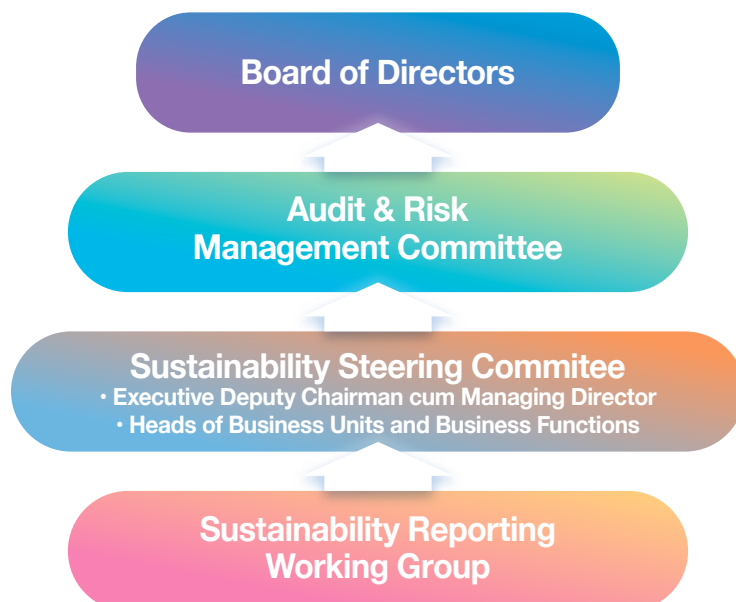 Board of Directors
Audit & Risk
Management Committee
Sustainability Steering Commitee
• Executive Deputy Chairman cum Managing Director
• Heads of Business Units and Business Functions
Sustainability Reporting
Working Group